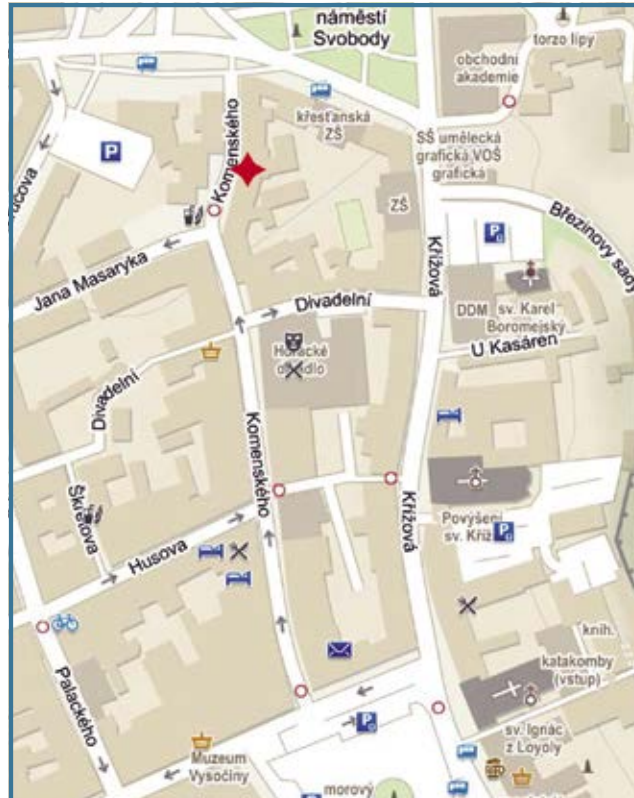 náměstí
Svobody
torzo lípy
obchodní
akademie
křesťanská
ZŠ
Komenského
SŠ umělecká
grafická VOŠ
grafická
P
ZŠ
Březinovy sady
Křížová
P
Jana Masaryka
Divadelní
DDM
sv. Karel
Boromejský
U Kasáren
Horácké
Divadelní
Komenského
Škrétova
Husova
Křížová
Povýšení
sv. Kříž
P
knih.
katakomby
(vstup)
Palackého
sv. Ignác
z Loyoly
P
Muzeum
Vysočiny
morový